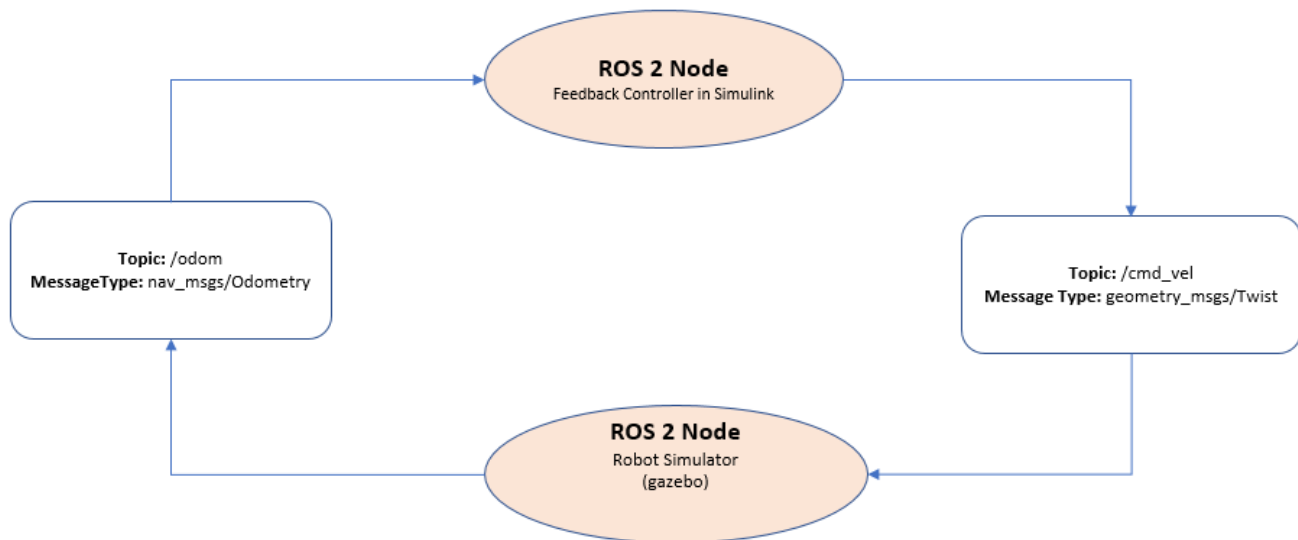 ROS 2 Node
Feedback Controller in Simulink
Topic: /odom
MessageType: nav_msgs/Odometry
Topic: /cmd_vel
Message Type: geometry_msgs/Twist
ROS 2 Node
Robot Simulator
(gazebo)